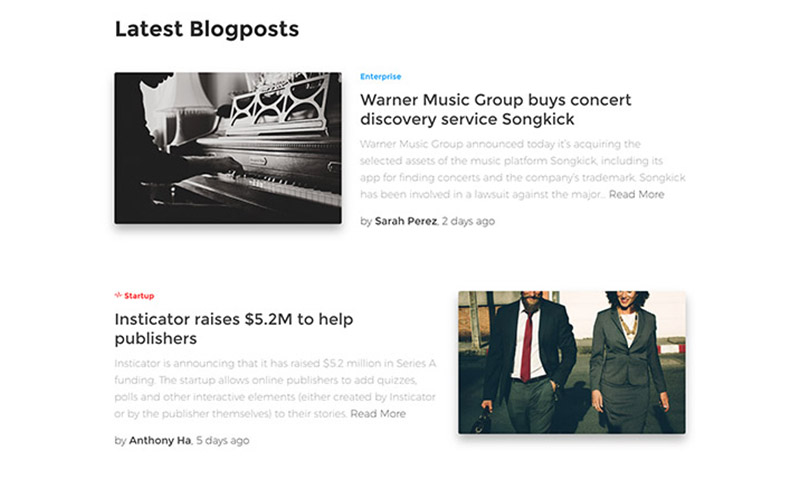 Latest Blogposts
Enterprise
Warner Music Group buys concert
discovery service Songkick
Warner Music Group announced today it's acquiring the
selected assets of the music platform Songkick, including its
app for finding concerts and the company's trademark. Songkick
has been involved in a lawsuit against the major... Read More
by Sarah Perez, 2 days ago
Startup
Insticator raises $5.2M to help
publishers
Insticator is announcing that it has raised $5.2 million in Series A
funding. The startup allows online publishers to add quizzes,
polls and other interactive elements (either created by Insticator
or by the publisher themselves) to their stories. Read More
by Anthony Ha, 5 days ago